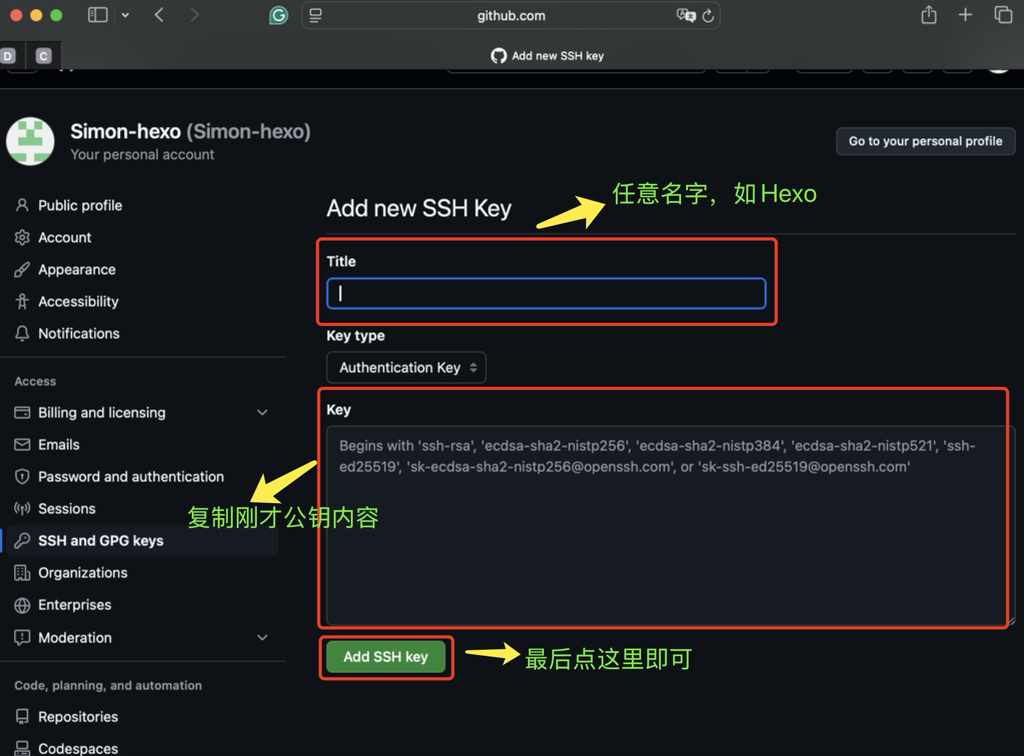 github.com
D
C
Add new SSH key
Simon-hexo (Simon-hexo)
Your personal account
Go to your personal profile
Public profile
Account
Appearance
Accessibility
Notifications
Access
Billing and licensing
Emails
Password and authentication
Sessions
SSH and GPG keys
Organizations
Enterprises
Moderation
Code, planning, and automation
Repositories
Codespaces
Add new SSH Key
任意名字，如Hexo
Title
Key type
Authentication Key
Key
Begins with 'ssh-rsa', 'ecdsa-sha2-nistp256', 'ecdsa-sha2-nistp384', 'ecdsa-sha2-nistp521', 'ssh-
ed25519', 'sk-ecdsa-sha2-nistp256@openssh.com', or 'sk-ssh-ed25519@openssh.com'
复制刚才公钥内容
Add SSH key
最后点这里即可